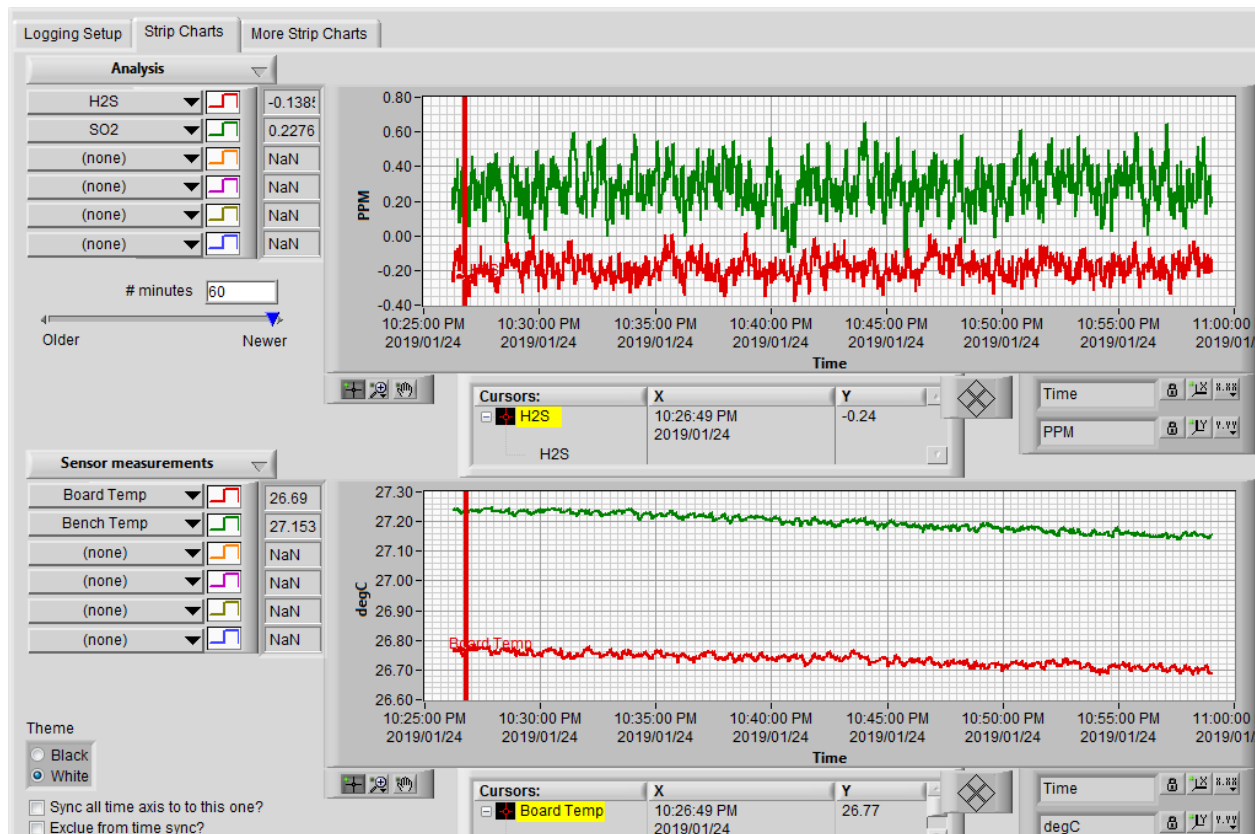 Logging Setup Strip Charts More Strip Charts
Analysis
H2S -0.1385
SO2 0.2276
(none) NaN
(none) NaN
(none) NaN
(none) NaN
# minutes 60
Older Newer
PPM
0.80
0.60
0.40
0.20
0.00
-0.20
-0.40
H2S
10:25:00 PM 10:30:00 PM 10:35:00 PM 10:40:00 PM 10:45:00 PM 10:50:00 PM 10:55:00 PM 11:00:00
2019/01/24 2019/01/24 2019/01/24 2019/01/24 2019/01/24 2019/01/24 2019/01/24 2019/01/
Time
Cursors: X Y
H2S 10:26:49 PM -0.24
2019/01/24
H2S
Time X.XX
PPM Y.YY
Sensor measurements
Board Temp 26.69
Bench Temp 27.153
(none) NaN
(none) NaN
(none) NaN
(none) NaN
degC
27.30
27.20
27.10
27.00
26.90
26.80
26.70
26.60
Board Temp
10:25:00 PM 10:30:00 PM 10:35:00 PM 10:40:00 PM 10:45:00 PM 10:50:00 PM 10:55:00 PM 11:00:00
2019/01/24 2019/01/24 2019/01/24 2019/01/24 2019/01/24 2019/01/24 2019/01/24 2019/01/
Time
Theme
Black
White
Sync all time axis to to this one?
Exclue from time sync?
Cursors: X Y
Board Temp 10:26:49 PM 26.77
2019/01/24
Time X.XX
degC Y.YY